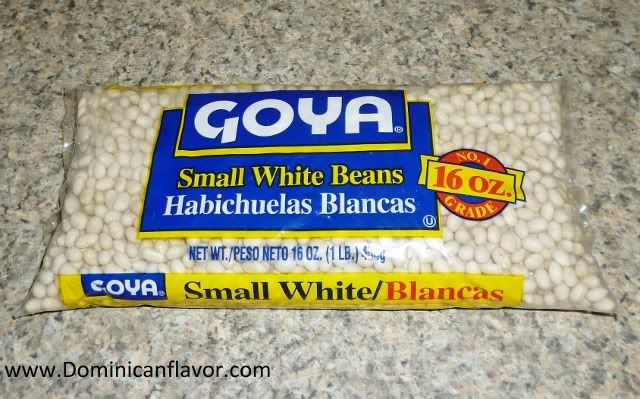 GOYA®
Small White Beans
Habichuelas Blancas
U
NO. 1
16 OZ.
GRADE
NET WT./PESO NETO 16 OZ. (1 LB.)
GOYA®
Small White/Blancas
www.Dominicanflavor.com